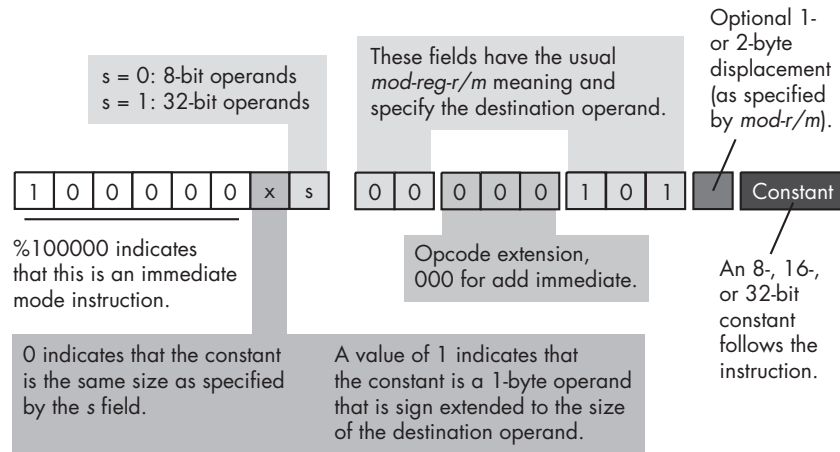 s = 0: 8-bit operands
s = 1: 32-bit operands
These fields have the usual
mod-reg-r/m meaning and
specify the destination operand.
Optional 1-
or 2-byte
displacement
(as specified
by mod-r/m).
1 0 0 0 0 0 x s 0 0 0 0 0 1 0 1 Constant
%100000 indicates
that this is an immediate
mode instruction.
Opcode extension,
000 for add immediate.
An 8-, 16-,
or 32-bit
constant
follows the
instruction.
0 indicates that the constant
is the same size as specified
by the s field.
A value of 1 indicates that
the constant is a 1-byte operand
that is sign extended to the size
of the destination operand.